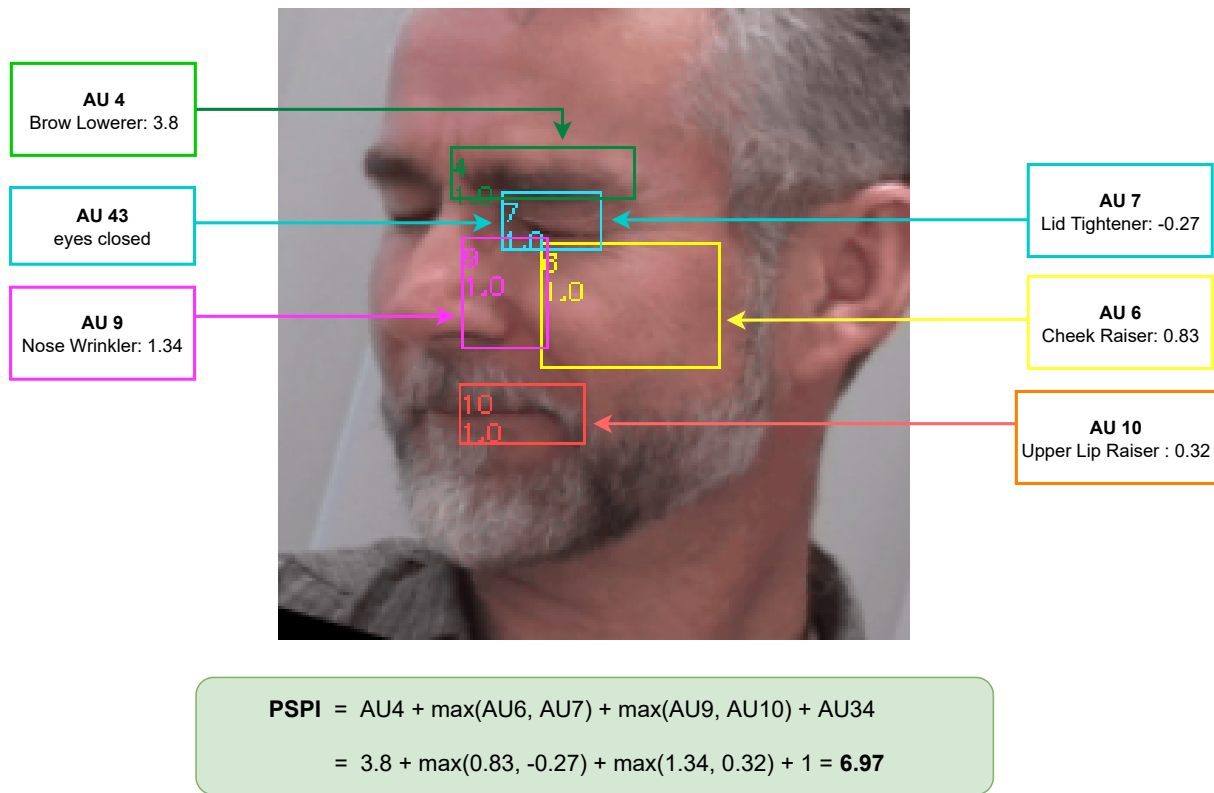 AU 4
Brow Lowerer: 3.8
AU 43
eyes closed
AU 9
Nose Wrinkler: 1.34
4
1.0
7
1.0
9
1.0
6
1.0
10
1.0
AU 7
Lid Tightener: -0.27
AU 6
Cheek Raiser: 0.83
AU 10
Upper Lip Raiser : 0.32
PSPI = AU4 + max(AU6, AU7) + max(AU9, AU10) + AU34
= 3.8 + max(0.83, -0.27) + max(1.34, 0.32) + 1 = 6.97